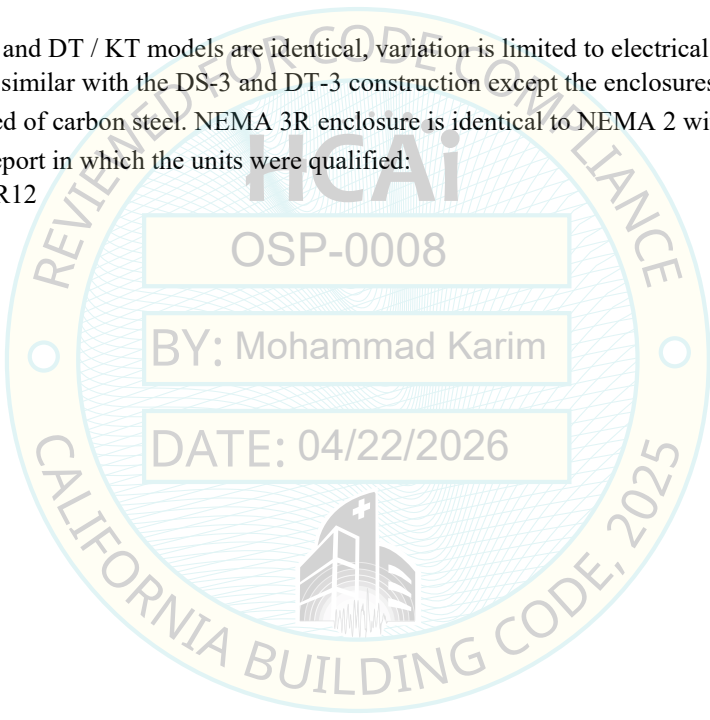 and DT / KT models are identical, variation is limited to electrical
similar with the DS-3 and DT-3 construction except the enclosures
ed of carbon steel. NEMA 3R enclosure is identical to NEMA 2 wi
eport in which the units were qualified:
R12
REVIEWED FOR CODE COMPLIANCE
HCAi
OSP-0008
BY: Mohammad Karim
DATE: 04/22/2026
CALIFORNIA BUILDING CODE, 2025